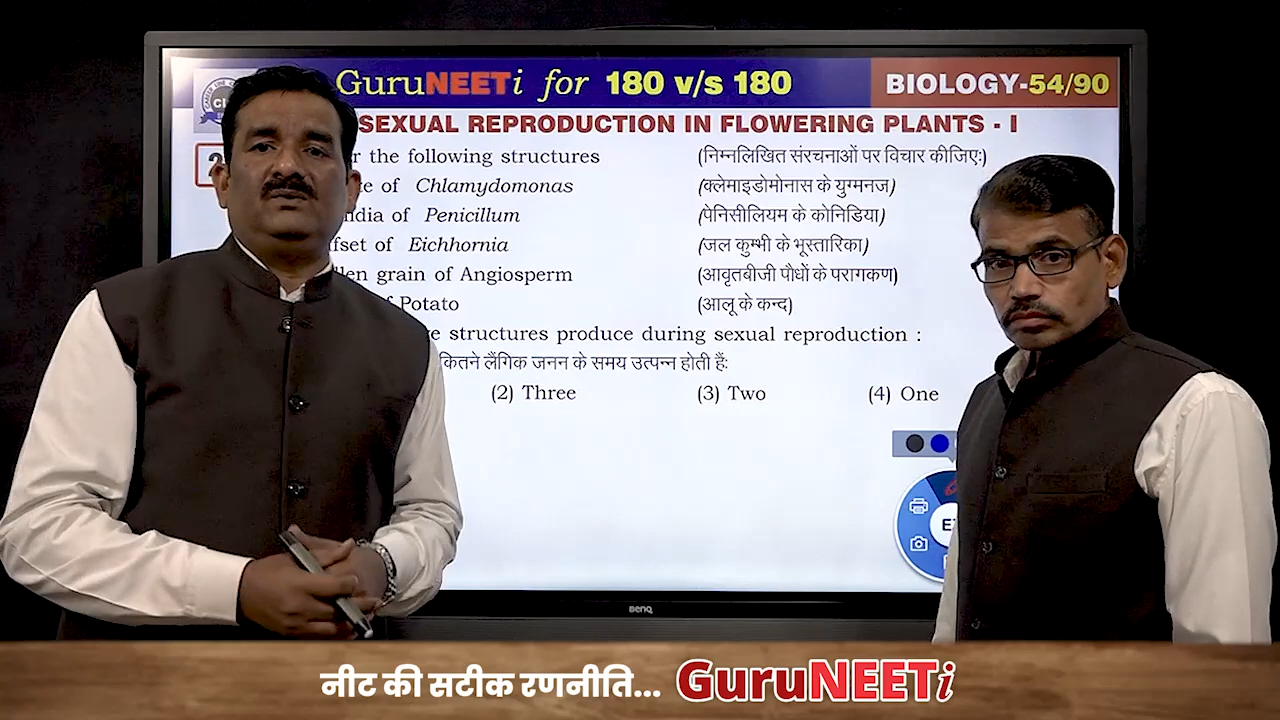 GuruNEETi for 180 v/s 180 BIOLOGY-54/90
SEXUAL REPRODUCTION IN FLOWERING PLANTS - I
the following structures (निम्नलिखित संरचनाओं पर विचार कीजिए:)
of Chlamydomonas (क्लेमाइडोमोनास के युग्मनज)
of Penicillum (पेनिसीलियम के कोनिडिया)
of Eichhornia (जल कुम्भी के भूस्तारिका)
grain of Angiosperm (आवृतबीजी पौधों के परागकण)
Potato (आलू के कन्द)
structures produce during sexual reproduction :
कितने लैंगिक जनन के समय उत्पन्न होती हैं:
(2) Three (3) Two (4) One
BenQ
नीट की सटीक रणनीति... GuruNEETi